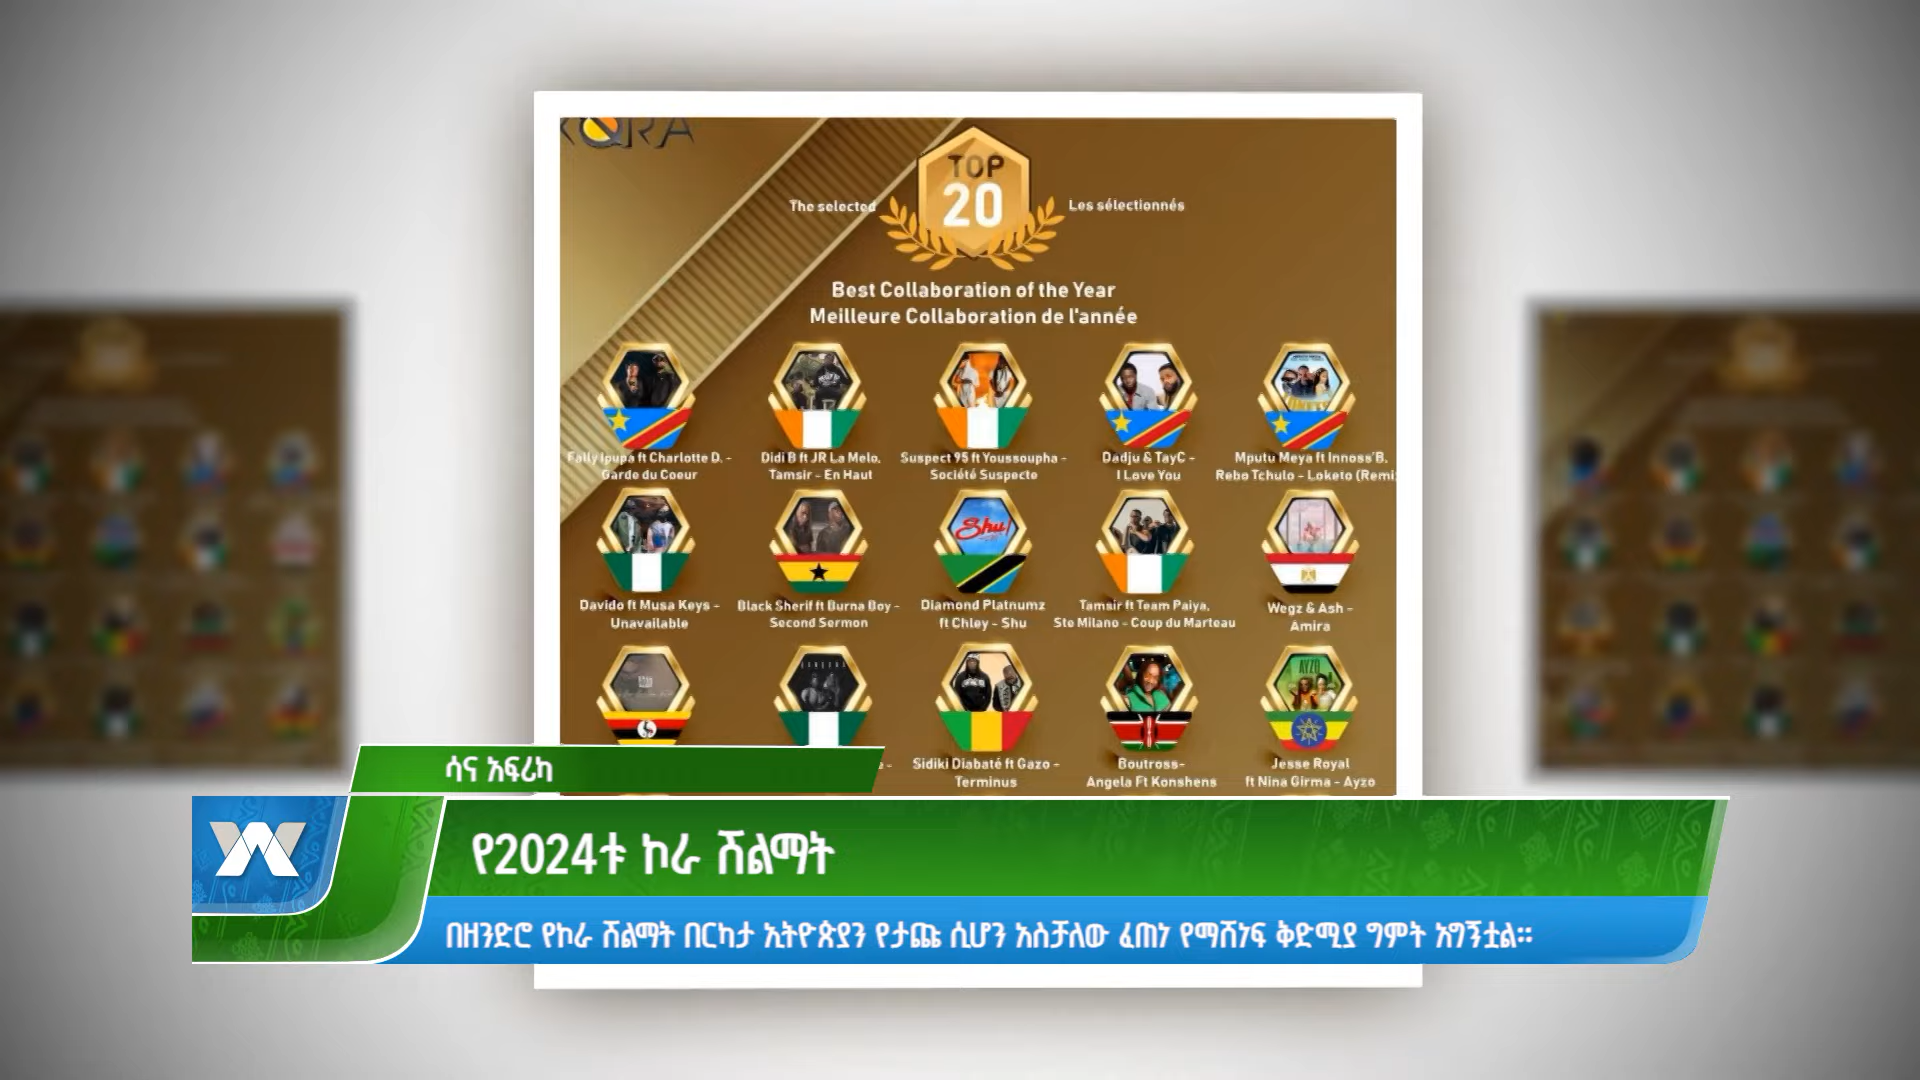 KORA
TOP
20
The selected
Les sélectionnés
Best Collaboration of the Year
Meilleure Collaboration de l'année
Fally Ipupa ft Charlotte D. -
Garde du Coeur
Didi B ft JR La Melo,
Tamsir - En Haut
Suspect 95 ft Youssoupha -
Société Suspecte
Dadju & TayC -
I Love You
Mputu Meya ft Innoss'B,
Rebo Tchulo - Loketo (Remi
Davido ft Musa Keys -
Unavailable
Black Sherif ft Burna Boy -
Second Sermon
Shu!
Diamond Platnumz
ft Chley - Shu
Tamsir ft Team Paiya,
Ste Milano - Coup du Marteau
Wegz & Ash -
Amira
Sidiki Diabaté ft Gazo -
Terminus
Boutross-
Angela Ft Konshens
AYZO
Jesse Royal
ft Nina Girma - Ayzo
ሳና አፍሪካ
የ2024ቱ ኮራ ሽልማት
በዘንድሮ የኮራ ሽልማት በርካታ ኢትዮጵያን የታጩ ሲሆን አስቻለው ፈጠነ የማሸነፍ ቅድሚያ ግምት አግኝቷል።